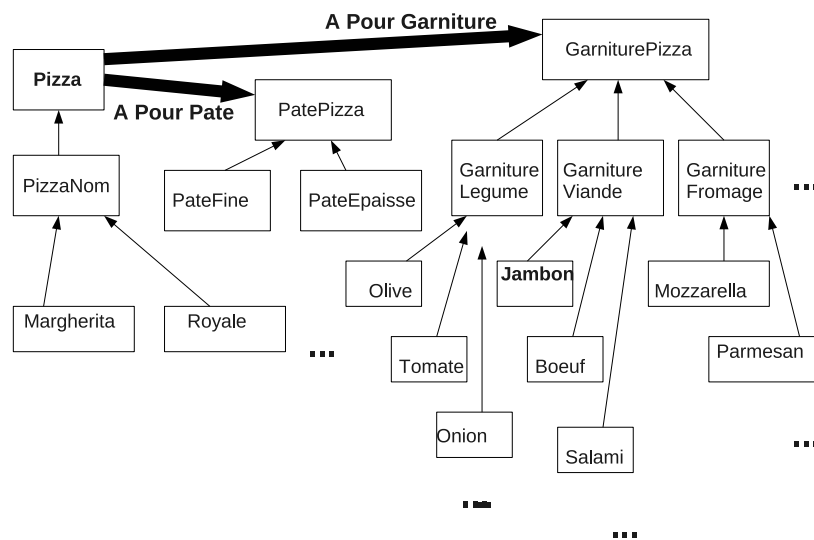 A Pour Garniture
GarniturePizza
Pizza
A Pour Pate
PatePizza
Garniture
Legume
Garniture
Viande
Garniture
Fromage
...
PizzaNom
PateFine
PateEpaisse
Olive
Jambon
Mozzarella
Margherita
Royale
...
Tomate
Boeuf
Parmesan
Onion
Salami
...
...
...